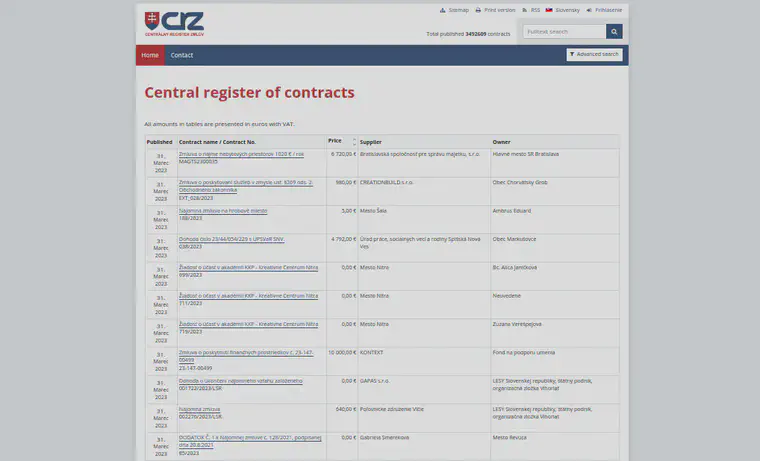 Sitemap Print version RSS Slovensky Prihlásenie
crz
CENTRÁLNY REGISTER ZMLÚV
Total published 3492609 contracts
Fulltext search
Home Contact Advanced search
Central register of contracts
All amounts in tables are presented in euros with VAT.
Published Contract name / Contract No. Price Supplier Owner
31. Marec 2023
Zmluva o nájme nebytových priestorov 1020 € / rok
MAGTS2300035
6 720,00 € Bratislavská spoločnosť pre správu majetku, s.r.o. Hlavné mesto SR Bratislava
31. Marec 2023
Zmluva o poskytovaní služieb v zmysle ust. §269 ods. 2-
Obchodného zákonníka
EXT_028/2023
980,00 € CREATIONBUILD s.r.o. Obec Chorvátsky Grob
31. Marec 2023
Nájomná zmluva na hrobové miesto
188/2023
5,00 € Mesto Šaľa Ambrus Eduard
31. Marec 2023
Dohoda číslo 23/44/054/229 s UPSVaR SNV.
038/2023
4 792,00 € Úrad práce, sociálnych vecí a rodiny Spišská Nová
Ves
Obec Markušovce
31. Marec 2023
Žiadosť o účasť v akadémii KKP - Kreatívne Centrum Nitra
699/2023
0,00 € Mesto Nitra Bc. Alica Jančíková
31. Marec 2023
Žiadosť o účasť v akadémii KKP - Kreatívne Centrum Nitra
711/2023
0,00 € Mesto Nitra Neuvedené
31. Marec 2023
Žiadosť o účasť v akadémii KKP - Kreatívne Centrum Nitra
719/2023
0,00 € Mesto Nitra Zuzana Verešpejová
31. Marec 2023
Zmluva o poskytnutí finančných prostriedkov č. 23-147-
00499
23-147-00499
10 000,00 € KONTEXT Fond na podporu umenia
31. Marec 2023
Dohoda o ukončení nájomného vzťahu založeného
001722/2023/LSR
0,00 € GAPAS s.r.o. LESY Slovenskej republiky, štátny podnik,
organizačná zložka Vihorlat
31. Marec 2023
Nájomná zmluva
002270/2023/LSR
640,00 € Poľovnícke združenie Vlčie LESY Slovenskej republiky, štátny podnik,
organizačná zložka Vihorlat
31. Marec 2023
DODATOK Č. 1 k Nájomnej zmluve č. 120/2021, podpísanej
dňa 20.8.2021
65/2023
0,00 € Gabriela Šmeringová Mesto Revúca